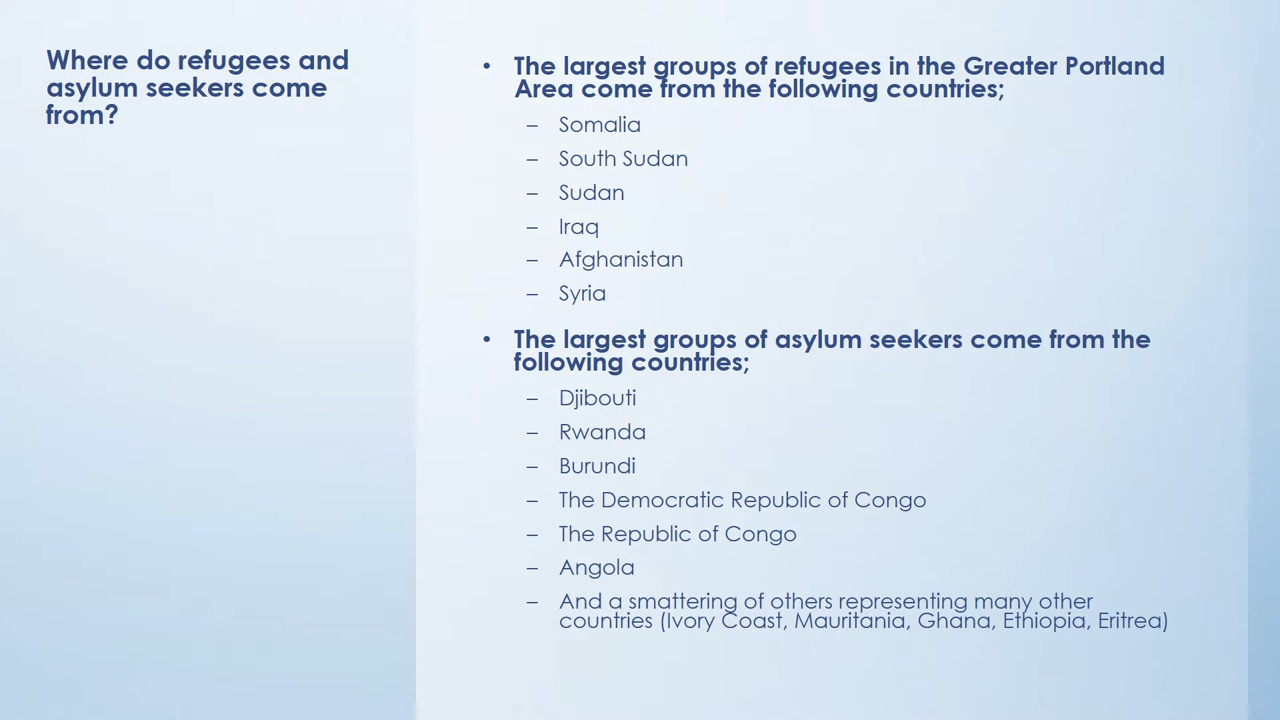 Where do refugees and
asylum seekers come
from?
• The largest groups of refugees in the Greater Portland
Area come from the following countries;
– Somalia
– South Sudan
– Sudan
– Iraq
– Afghanistan
– Syria
• The largest groups of asylum seekers come from the
following countries;
– Djibouti
– Rwanda
– Burundi
– The Democratic Republic of Congo
– The Republic of Congo
– Angola
– And a smattering of others representing many other
countries (Ivory Coast, Mauritania, Ghana, Ethiopia, Eritrea)